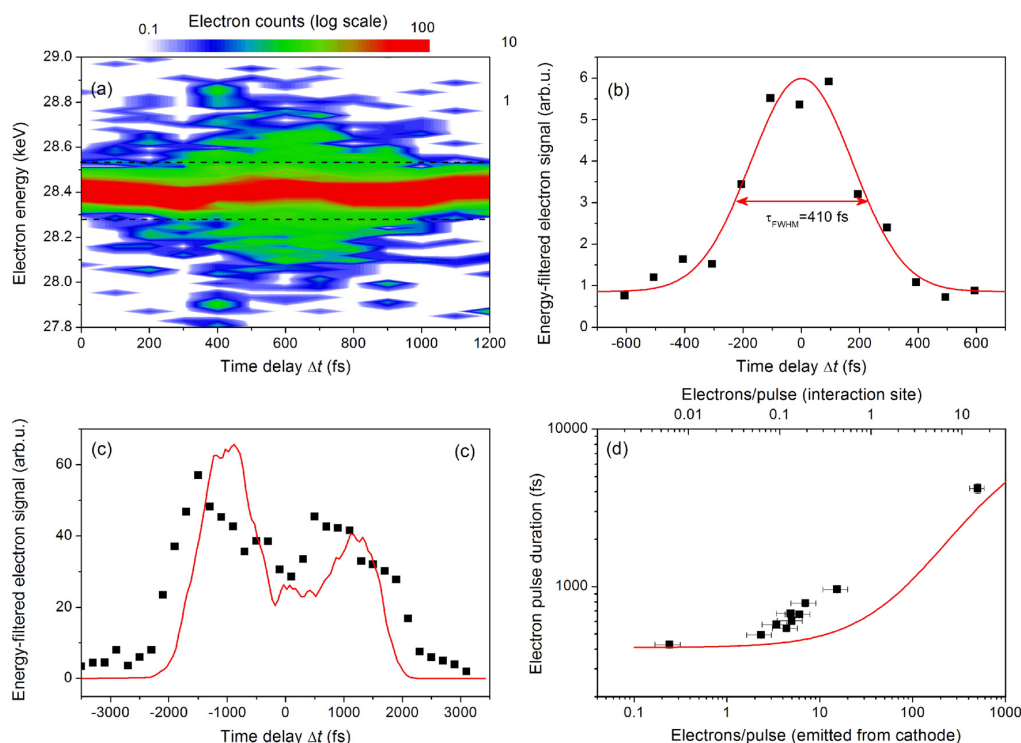 Electron counts (log scale)
0.1 100 10
1
(a)
29.0
28.8
28.6
28.4
28.2
28.0
27.8
Electron energy (keV)
0 200 400 600 800 1000 1200
Time delay Δt (fs)
(b)
6
5
4
3
2
1
0
Energy-filtered electron signal (arb.u.)
τFWHM=410 fs
-600 -400 -200 0 200 400 600
Time delay Δt (fs)
(c) (c)
60
40
20
0
Energy-filtered electron signal (arb.u.)
-3000 -2000 -1000 0 1000 2000 3000
Time delay Δt (fs)
Electrons/pulse (interaction site)
0.01 0.1 1 10
(d)
10000
1000
Electron pulse duration (fs)
0.1 1 10 100 1000
Electrons/pulse (emitted from cathode)